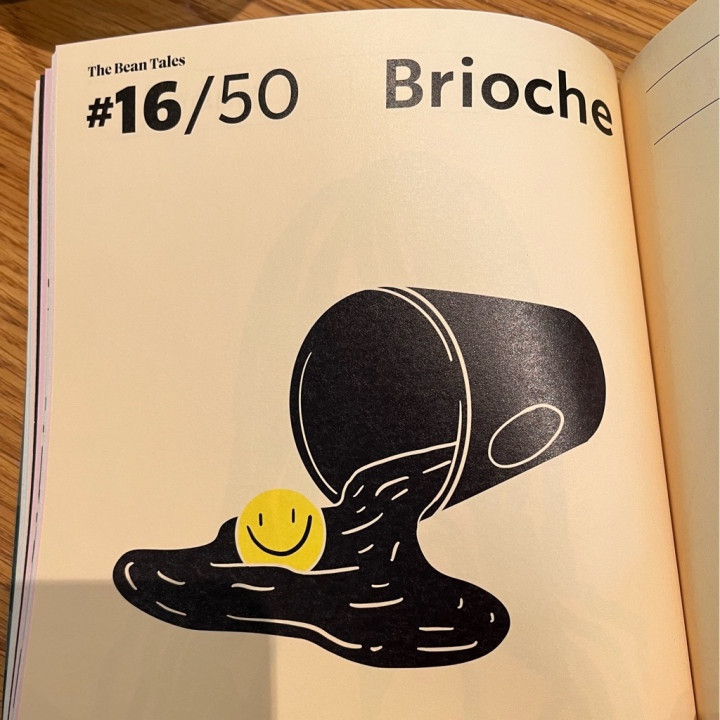 The Bean Tales
#16/50
Brioche